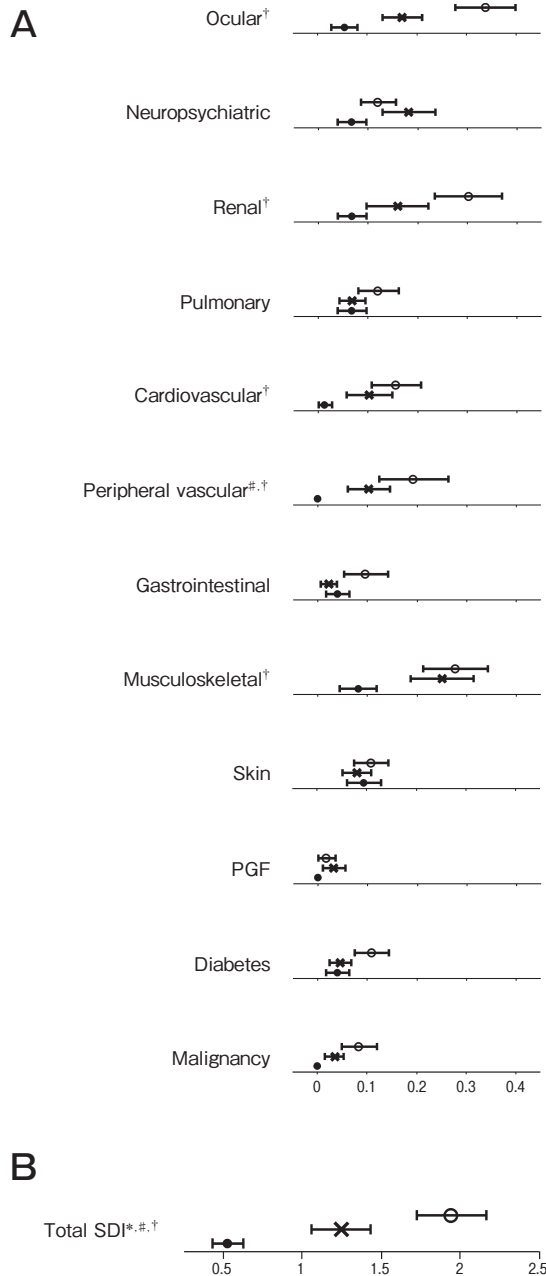 A
Ocular†
Neuropsychiatric
Renal†
Pulmonary
Cardiovascular†
Peripheral vascular#,†
Gastrointestinal
Musculoskeletal†
Skin
PGF
Diabetes
Malignancy
0 0.1 0.2 0.3 0.4
B
Total SDI*,#,†
0.5 1 1.5 2 2.5